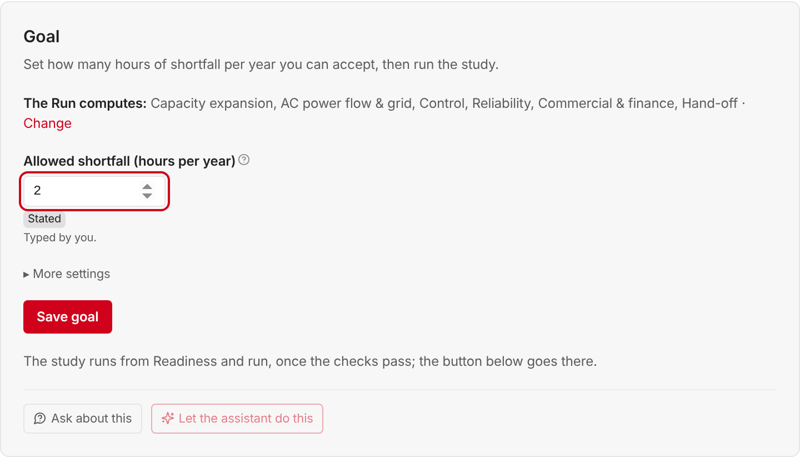 Goal
Set how many hours of shortfall per year you can accept, then run the study.
The Run computes: Capacity expansion, AC power flow & grid, Control, Reliability, Commercial & finance, Hand-off ·
Change
Allowed shortfall (hours per year) ?
2
Stated
Typed by you.
▸ More settings
Save goal
The study runs from Readiness and run, once the checks pass; the button below goes there.
Ask about this
Let the assistant do this